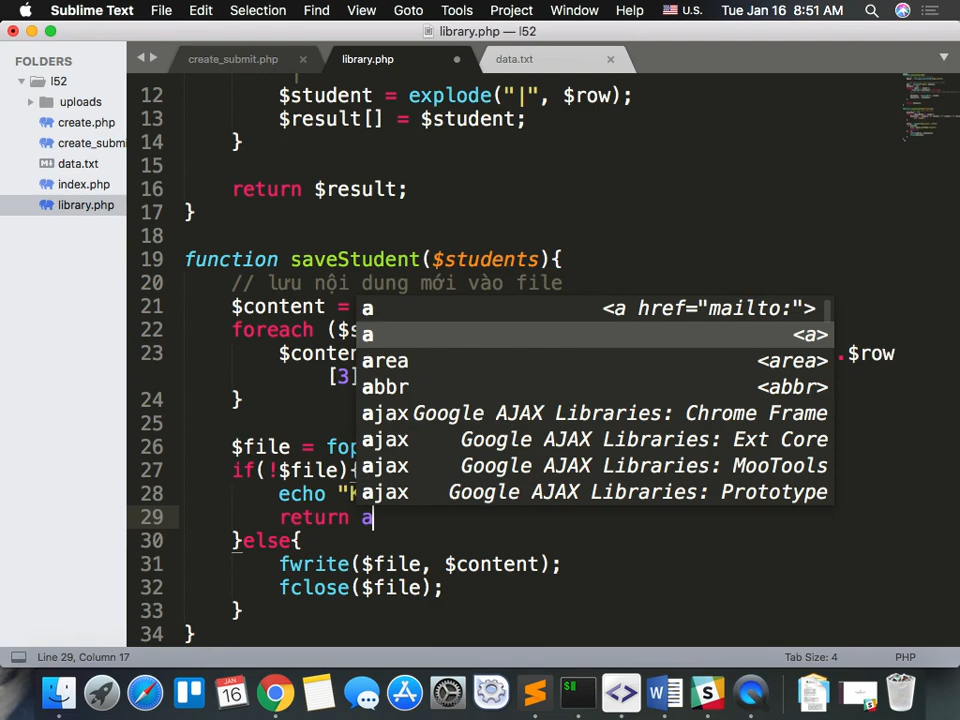 Sublime Text File Edit Selection Find View Goto Tools Project Window Help U.S. Tue Jan 16 8:51 AM
library.php — l52
FOLDERS
l52
uploads
create.php
create_submi
data.txt
index.php
library.php
create_submit.php × library.php data.txt ×
12 $student = explode("|", $row);
13 $result[] = $student;
14 }
15
16 return $result;
17 }
18
19 function saveStudent($students){
20 // lưu nội dung mới vào file
21 $content =
22 foreach ($s
23 $conten .$row
[3]
24 }
25
26 $file = fop
27 if(!$file){
28 echo "K
29 return a
30 }else{
31 fwrite($file, $content);
32 fclose($file);
33 }
34 }
a <a href="mailto:">
a <a>
area <area>
abbr <abbr>
ajax Google AJAX Libraries: Chrome Frame
ajax Google AJAX Libraries: Ext Core
ajax Google AJAX Libraries: MooTools
ajax Google AJAX Libraries: Prototype
Line 29, Column 17 Tab Size: 4 PHP
JAN
16